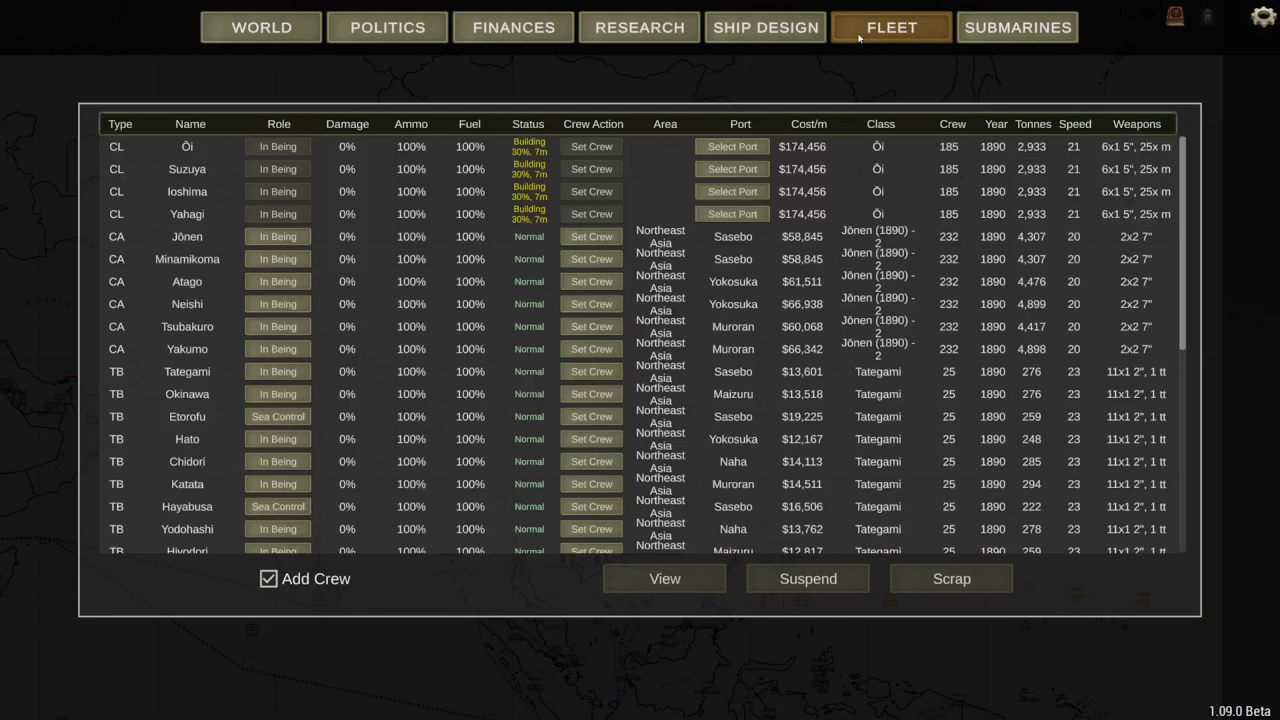 WORLD POLITICS FINANCES RESEARCH SHIP DESIGN FLEET SUBMARINES
Type Name Role Damage Ammo Fuel Status Crew Action Area Port Cost/m Class Crew Year Tonnes Speed Weapons
CL Ōi In Being 0% 100% 100% Building 30%, 7m Set Crew Select Port $174,456 Ōi 185 1890 2,933 21 6x1 5", 25x m
CL Suzuya In Being 0% 100% 100% Building 30%, 7m Set Crew Select Port $174,456 Ōi 185 1890 2,933 21 6x1 5", 25x m
CL Ioshima In Being 0% 100% 100% Building 30%, 7m Set Crew Select Port $174,456 Ōi 185 1890 2,933 21 6x1 5", 25x m
CL Yahagi In Being 0% 100% 100% Building 30%, 7m Set Crew Select Port $174,456 Ōi 185 1890 2,933 21 6x1 5", 25x m
CA Jōnen In Being 0% 100% 100% Normal Set Crew Northeast Asia Sasebo $58,845 Jōnen (1890) - 2 232 1890 4,307 20 2x2 7"
CA Minamikoma In Being 0% 100% 100% Normal Set Crew Northeast Asia Sasebo $58,845 Jōnen (1890) - 2 232 1890 4,307 20 2x2 7"
CA Atago In Being 0% 100% 100% Normal Set Crew Northeast Asia Yokosuka $61,511 Jōnen (1890) - 2 232 1890 4,476 20 2x2 7"
CA Neishi In Being 0% 100% 100% Normal Set Crew Northeast Asia Yokosuka $66,938 Jōnen (1890) - 2 232 1890 4,899 20 2x2 7"
CA Tsubakuro In Being 0% 100% 100% Normal Set Crew Northeast Asia Muroran $60,068 Jōnen (1890) - 2 232 1890 4,417 20 2x2 7"
CA Yakumo In Being 0% 100% 100% Normal Set Crew Northeast Asia Muroran $66,342 Jōnen (1890) - 2 232 1890 4,898 20 2x2 7"
TB Tategami In Being 0% 100% 100% Normal Set Crew Northeast Asia Sasebo $13,601 Tategami 25 1890 276 23 11x1 2", 1 tt
TB Okinawa In Being 0% 100% 100% Normal Set Crew Northeast Asia Maizuru $13,518 Tategami 25 1890 276 23 11x1 2", 1 tt
TB Etorofu Sea Control 0% 100% 100% Normal Set Crew Northeast Asia Sasebo $19,225 Tategami 25 1890 259 23 11x1 2", 1 tt
TB Hato In Being 0% 100% 100% Normal Set Crew Northeast Asia Yokosuka $12,167 Tategami 25 1890 248 23 11x1 2", 1 tt
TB Chidori In Being 0% 100% 100% Normal Set Crew Northeast Asia Naha $14,113 Tategami 25 1890 285 23 11x1 2", 1 tt
TB Katata In Being 0% 100% 100% Normal Set Crew Northeast Asia Muroran $14,511 Tategami 25 1890 294 23 11x1 2", 1 tt
TB Hayabusa Sea Control 0% 100% 100% Normal Set Crew Northeast Asia Sasebo $16,506 Tategami 25 1890 222 23 11x1 2", 1 tt
TB Yodohashi In Being 0% 100% 100% Normal Set Crew Northeast Asia Naha $13,762 Tategami 25 1890 278 23 11x1 2", 1 tt
TB Hiyodori In Being 0% 100% 100% Normal Set Crew Northeast Maizuru $12,817 Tategami 25 1890 259 23 11x1 2", 1 tt
Add Crew View Suspend Scrap
1.09.0 Beta